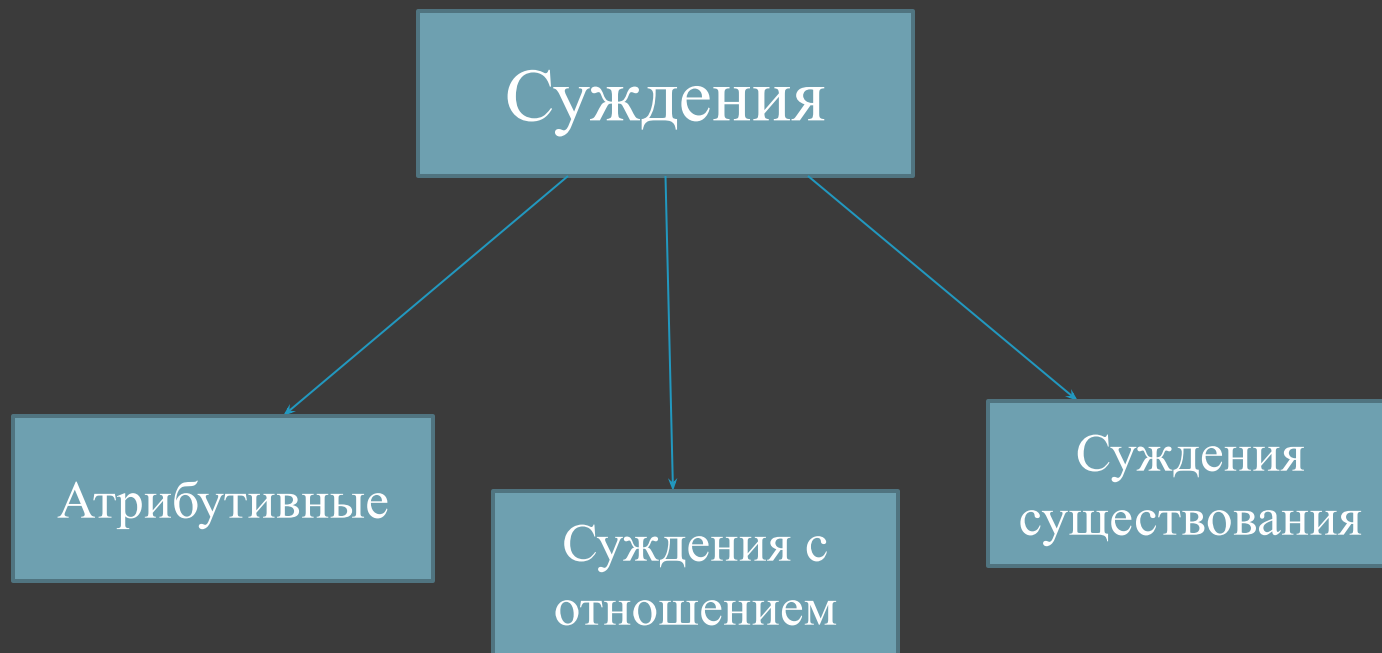 Суждения
Атрибутивные
Суждения с
отношением
Суждения
существования